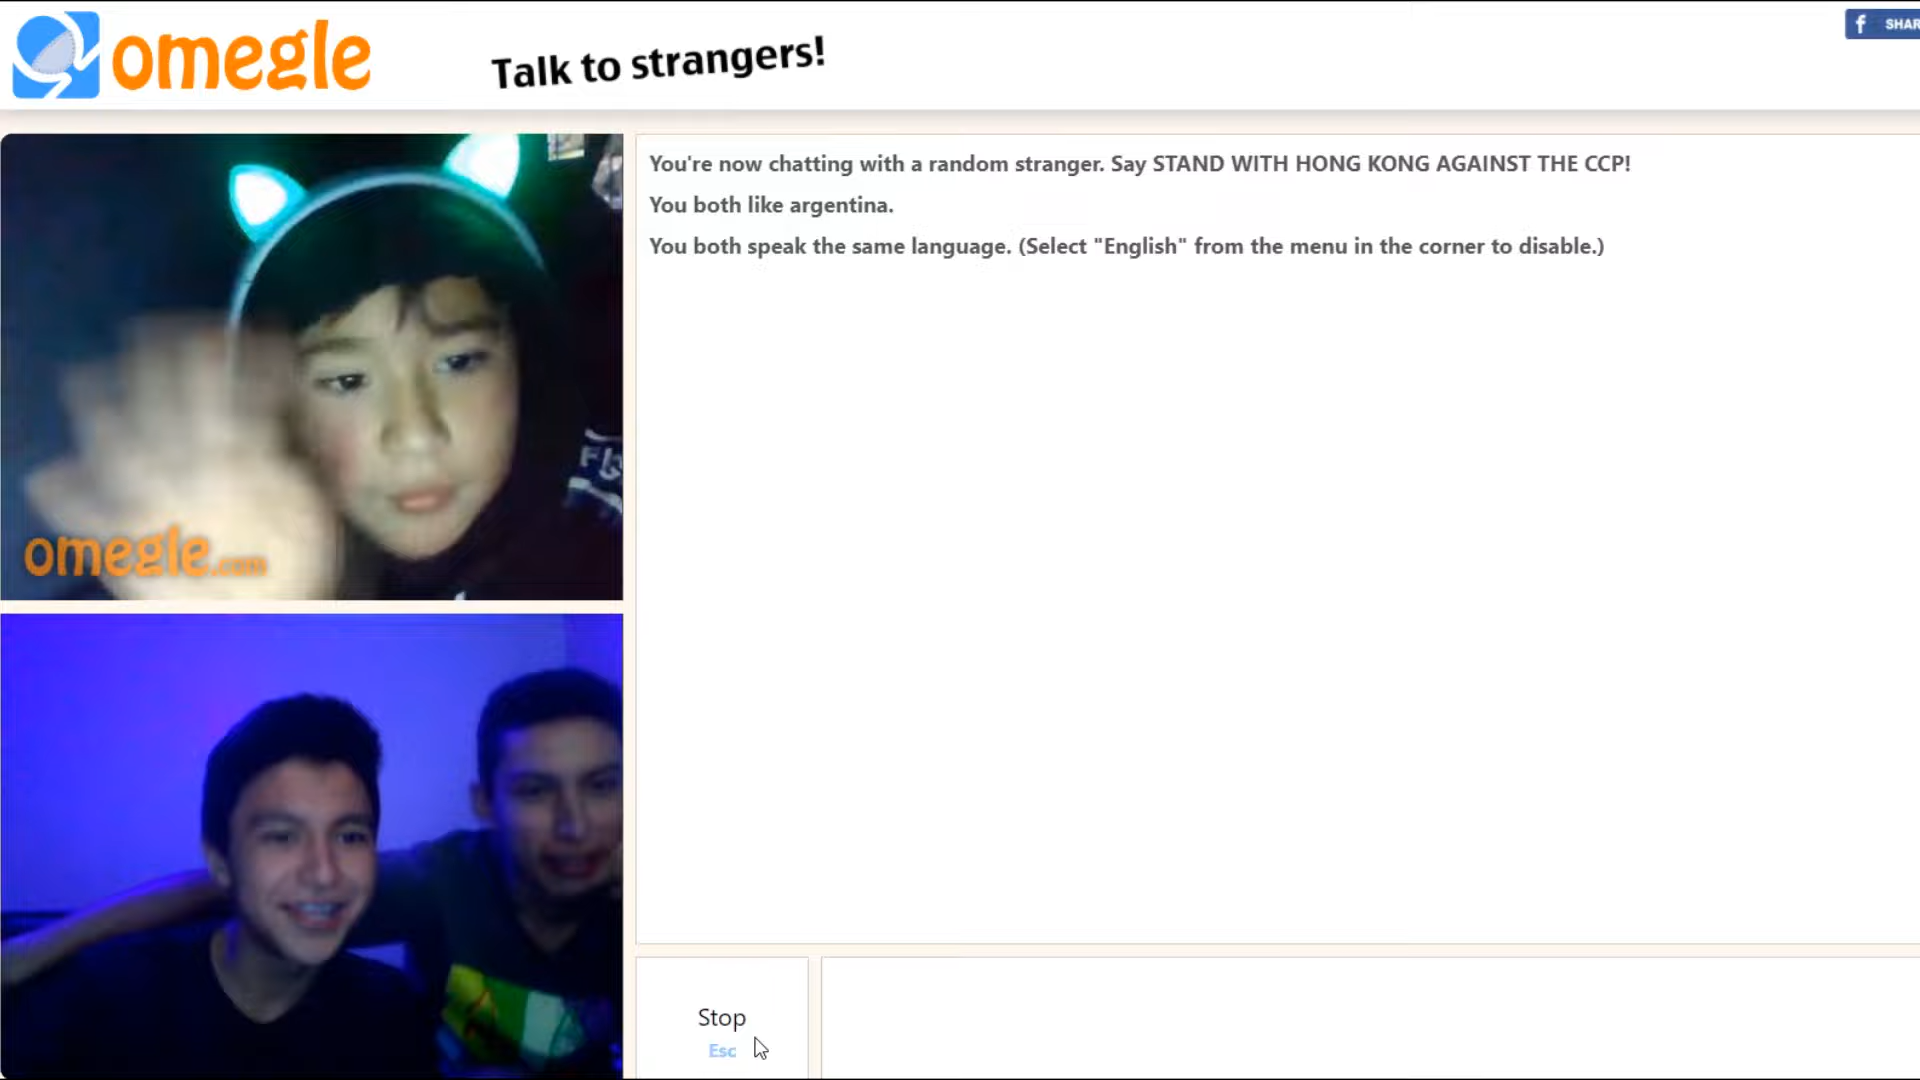 omegle
Talk to strangers!
f SHAR
You're now chatting with a random stranger. Say STAND WITH HONG KONG AGAINST THE CCP!
You both like argentina.
You both speak the same language. (Select "English" from the menu in the corner to disable.)
omegle.com
Stop
Esc